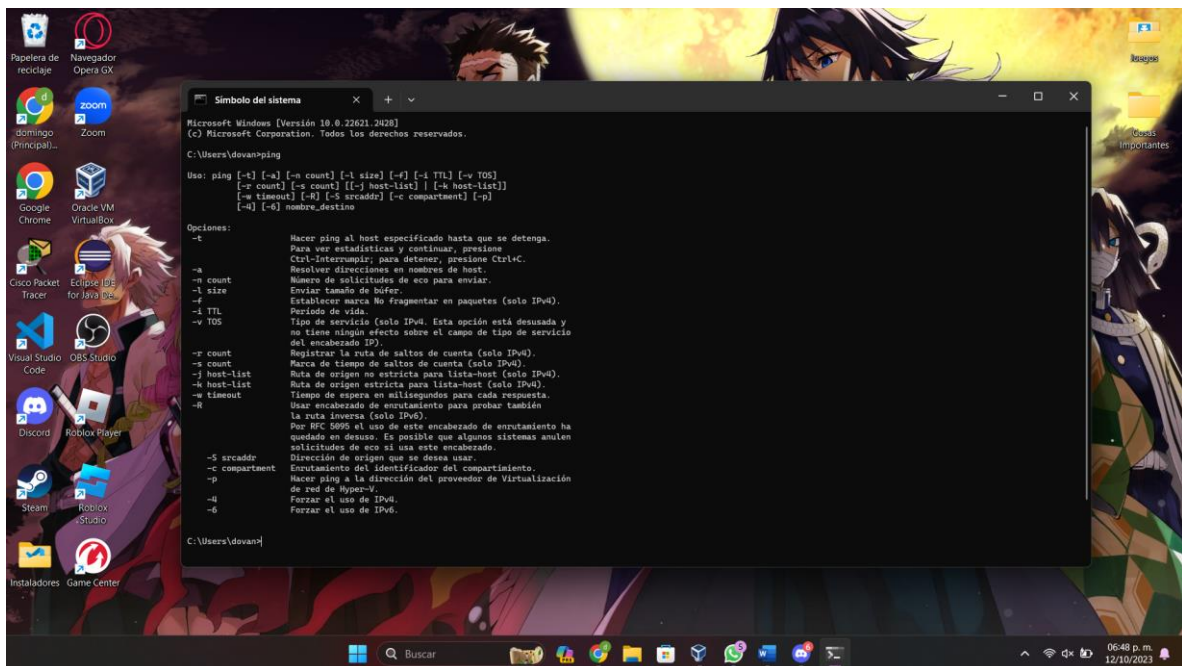 Papelera de
reciclaje
Navegador
Opera GX
domingo
(Principal)...
Zoom
zoom
Google
Chrome
Oracle VM
VirtualBox
Cisco Packet
Tracer
Eclipse IDE
for Java De...
Visual Studio
Code
OBS Studio
Discord
Roblox Player
Steam
Roblox
Studio
Instaladores
Game Center
Juegos
Cosas
Importantes
Símbolo del sistema
Microsoft Windows [Versión 10.0.22621.2428]
(c) Microsoft Corporation. Todos los derechos reservados.
C:\Users\dovan>ping
Uso: ping [-t] [-a] [-n count] [-l size] [-f] [-i TTL] [-v TOS]
[-r count] [-s count] [[-j host-list] | [-k host-list]]
[-w timeout] [-R] [-S srcaddr] [-c compartment] [-p]
[-4] [-6] nombre_destino
Opciones:
-t Hacer ping al host especificado hasta que se detenga.
Para ver estadísticas y continuar, presione
Ctrl-Interrumpir; para detener, presione Ctrl+C.
-a Resolver direcciones en nombres de host.
-n count Número de solicitudes de eco para enviar.
-l size Enviar tamaño de búfer.
-f Establecer marca No fragmentar en paquetes (solo IPv4).
-i TTL Período de vida.
-v TOS Tipo de servicio (solo IPv4. Esta opción está desusada y
no tiene ningún efecto sobre el campo de tipo de servicio
del encabezado IP).
-r count Registrar la ruta de saltos de cuenta (solo IPv4).
-s count Marca de tiempo de saltos de cuenta (solo IPv4).
-j host-list Ruta de origen no estricta para lista-host (solo IPv4).
-k host-list Ruta de origen estricta para lista-host (solo IPv4).
-w timeout Tiempo de espera en milisegundos para cada respuesta.
-R Usar encabezado de enrutamiento para probar también
la ruta inversa (solo IPv6).
Por RFC 5095 el uso de este encabezado de enrutamiento ha
quedado en desuso. Es posible que algunos sistemas anulen
solicitudes de eco si usa este encabezado.
-S srcaddr Dirección de origen que se desea usar.
-c compartment Enrutamiento del identificador del compartimiento.
-p Hacer ping a la dirección del proveedor de Virtualización
de red de Hyper-V.
-4 Forzar el uso de IPv4.
-6 Forzar el uso de IPv6.
C:\Users\dovan>
Buscar
06:48 p. m.
12/10/2023